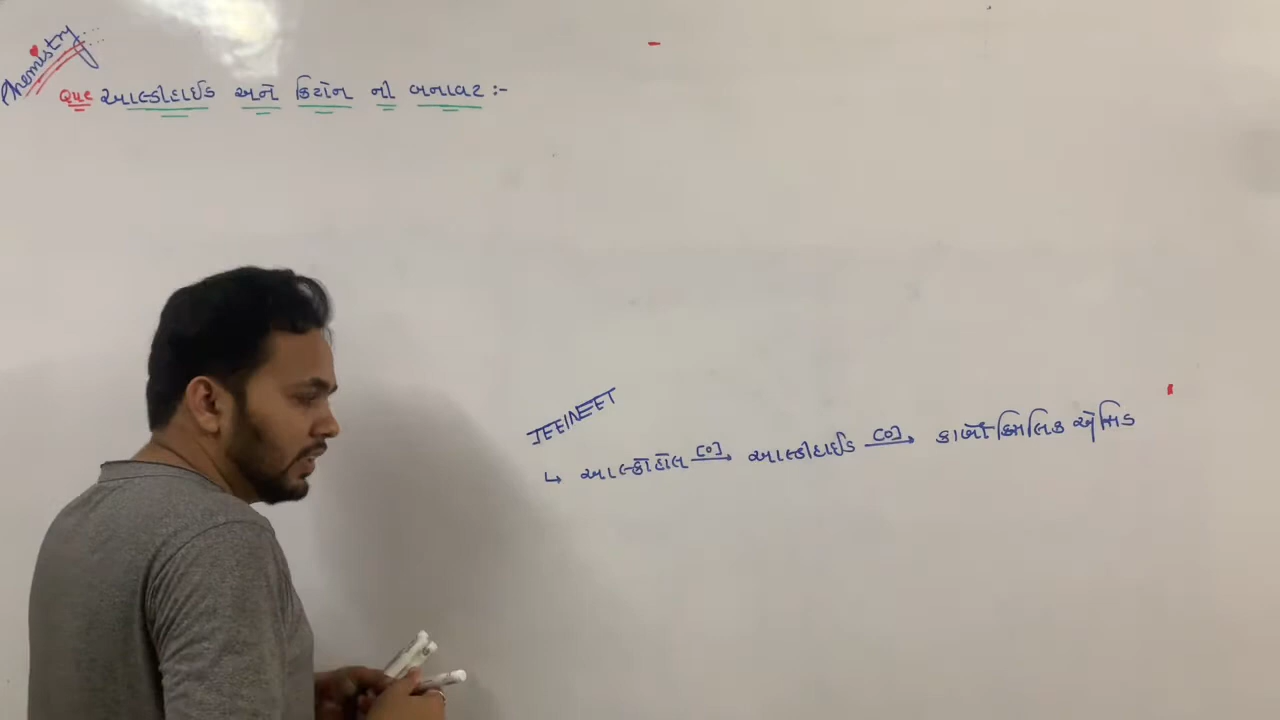 Chemistry...
Que આલ્ડીહાઈડ અને કિટોન ની બનાવટ :-
JEE/NEET
↳ આલ્કોહોલ [O]→ આલ્ડીહાઈડ [O]→ કાર્બોક્સિલિક એસિડ